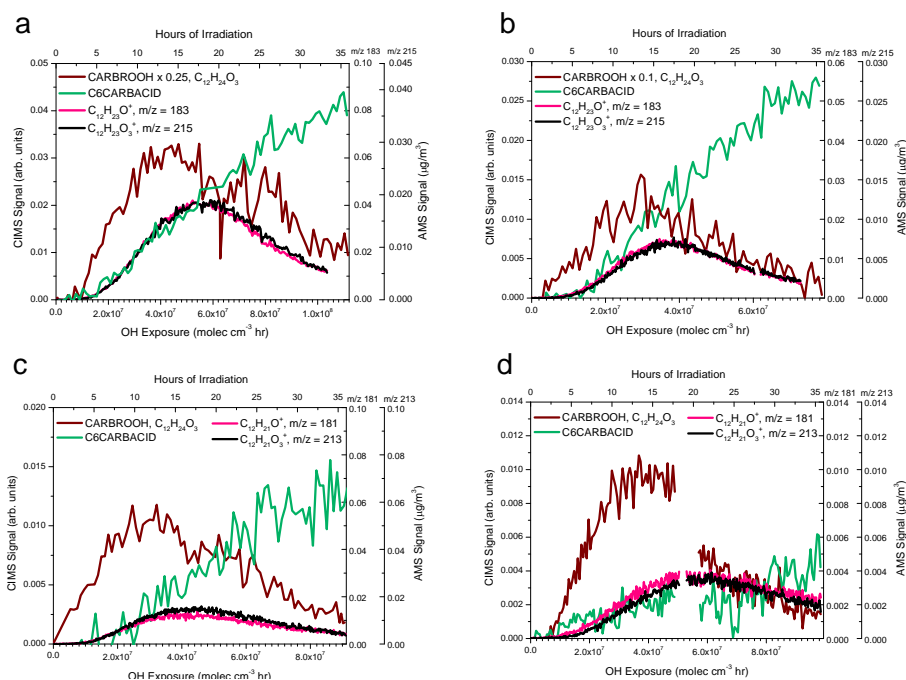 a
Hours of Irradiation
0 5 10 15 20 25 30 35 m/z 183 m/z 215
0.05 0.10 0.045
CARBROOH x 0.25, C12H24O3
C6CARBACID
C12H23O+, m/z = 183
C12H23O3+, m/z = 215
0.04 0.08
0.03 0.06 0.030
0.02 0.04
0.01 0.02 0.015
0.00 0.00 0.000
CIMS Signal (arb. units)
AMS Signal (µg/m3)
2.0x107 4.0x107 6.0x107 8.0x107 1.0x108
OH Exposure (molec cm-3 hr)
b
Hours of Irradiation
0 5 10 15 20 25 30 35 m/z 183 m/z 215
0.030 0.06 0.030
CARBROOH x 0.1, C12H24O3
C6CARBACID
C12H23O+, m/z = 183
C12H23O3+, m/z = 215
0.025 0.05 0.025
0.020 0.04 0.020
0.015 0.03 0.015
0.010 0.02 0.010
0.005 0.01 0.005
0.000 0.00 0.000
CIMS Signal (arb. units)
AMS Signal (µg/m3)
2.0x107 4.0x107 6.0x107
OH Exposure (molec cm-3 hr)
c
Hours of Irradiation
0 5 10 15 20 25 30 35 m/z 181 m/z 213
0.020 0.10 0.10
CARBROOH, C12H24O3
C6CARBACID
C12H21O+, m/z = 181
C12H21O3+, m/z = 213
0.015 0.08 0.08
0.010 0.06 0.06
0.04 0.04
0.005 0.02 0.02
0.000 0.00 0.00
CIMS Signal (arb. units)
AMS Signal (µg/m3)
0.0 2.0x107 4.0x107 6.0x107 8.0x107
OH Exposure (molec cm-3 hr)
d
Hours of Irradiation
0 5 10 15 20 25 30 35 m/z 181 m/z 213
0.014 0.014 0.014
CARBROOH, C12H24O3
C6CARBACID
C12H21O+, m/z = 181
C12H21O3+, m/z = 213
0.012 0.012 0.012
0.010 0.010 0.010
0.008 0.008 0.008
0.006 0.006 0.006
0.004 0.004 0.004
0.002 0.002 0.002
0.000 0.000 0.000
CIMS Signal (arb. units)
AMS Signal (µg/m3)
2.0x107 4.0x107 6.0x107 8.0x107
OH Exposure (molec cm-3 hr)